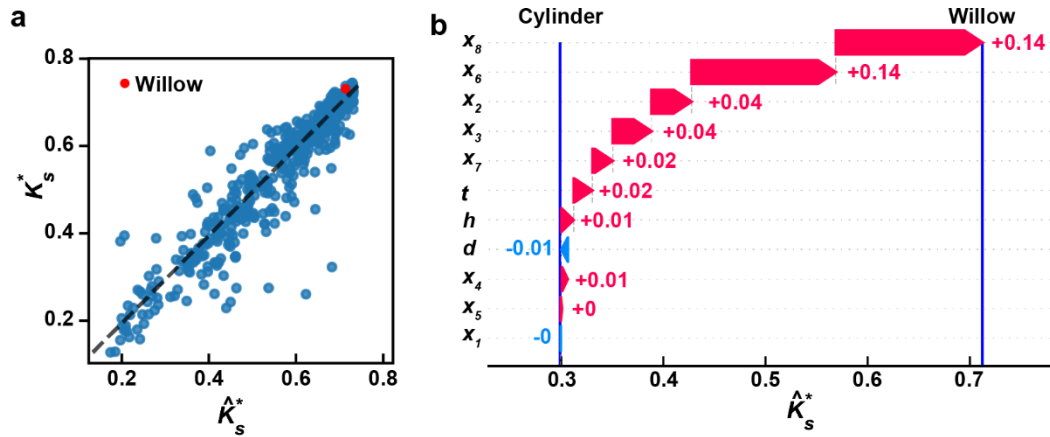 a
Willow
0.8
0.6
0.4
0.2
K*s
0.2 0.4 0.6 0.8
K̂*s
b
Cylinder Willow
x8 +0.14
x6 +0.14
x2 +0.04
x3 +0.04
x7 +0.02
t +0.02
h +0.01
d -0.01
x4 +0.01
x5 +0
x1 -0
0.3 0.4 0.5 0.6 0.7
K̂*s